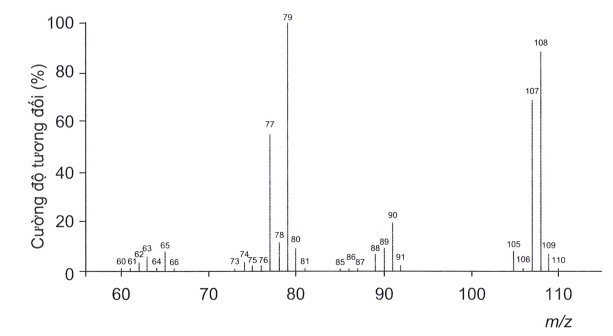 Cường độ tương đối (%)
100
80
60
40
20
0
60 61 62 63 64 65 66
73 74 75 76 77 78 79 80 81
85 86 87 88 89 90 91
105 106 107 108 109 110
60 70 80 90 100 110
m/z